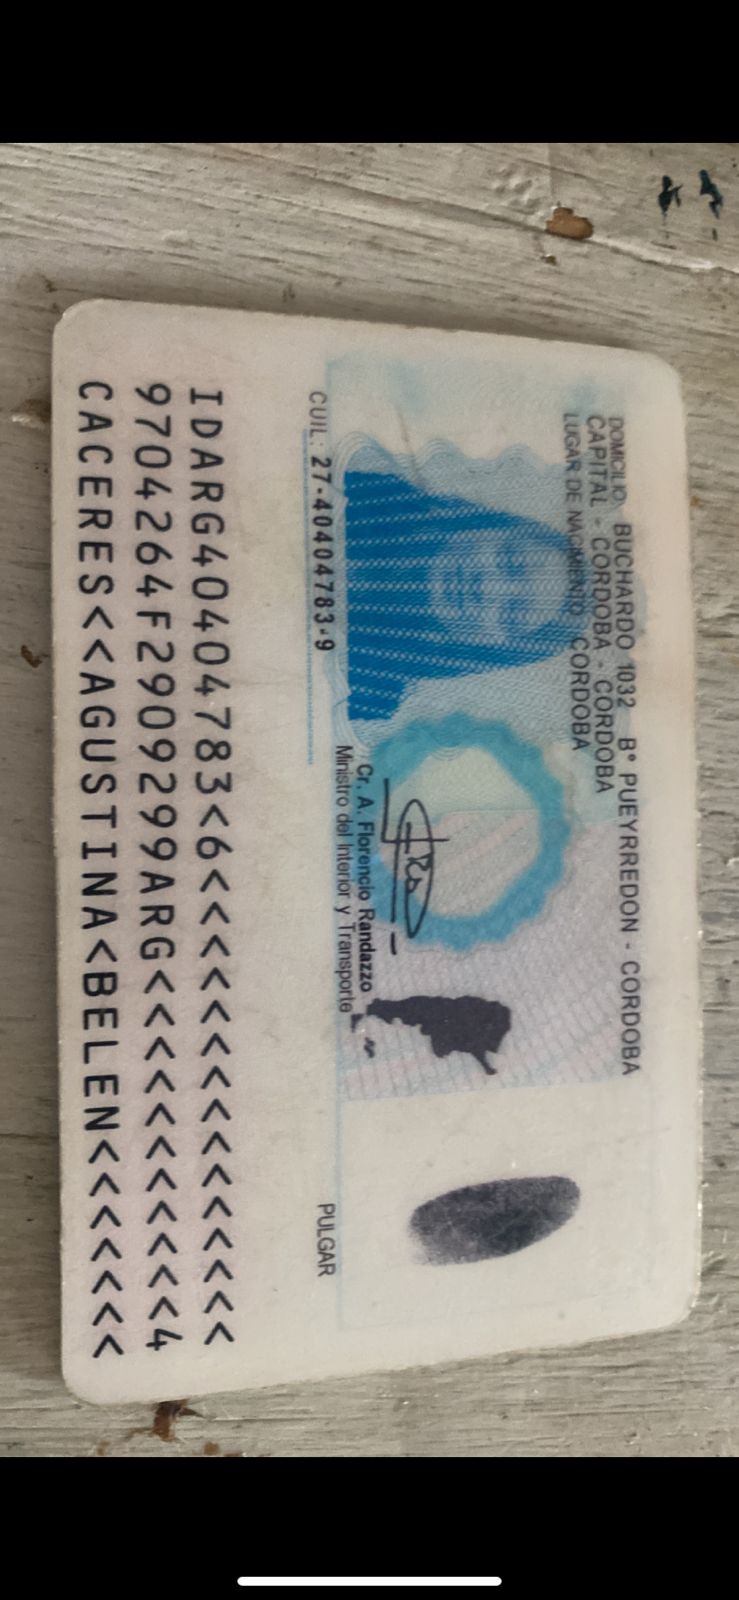 DOMICILIO: BUCHARDO 1032 B° PUEYRREDON - CORDOBA
CAPITAL - CORDOBA - CORDOBA
LUGAR DE NACIMIENTO: CORDOBA
Cr. A. Florencio Randazzo
Ministro del Interior y Transporte
CUIL: 27-40404783-9
PULGAR
IDARG40404783<6<<<<<<<<<<<<<<<
9704264F2909299ARG<<<<<<<<<<<4
CACERES<<AGUSTINA<BELEN<<<<<<<